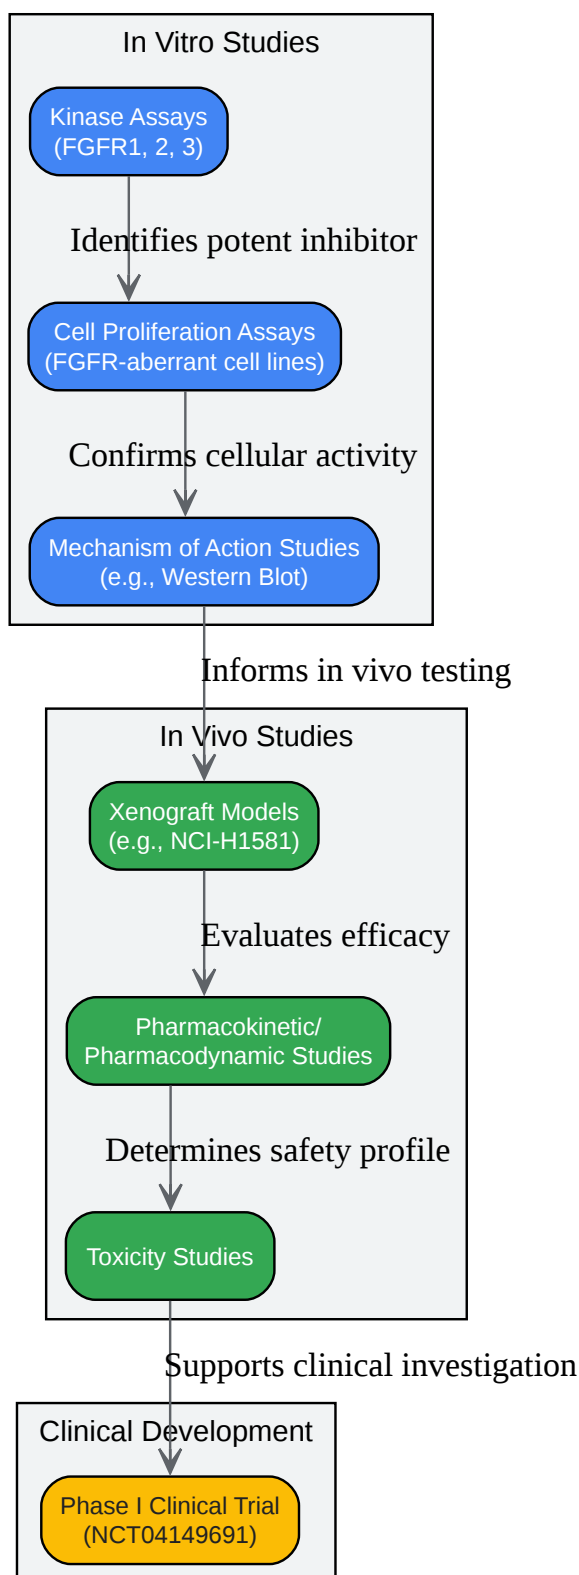 In Vitro Studies
Kinase Assays
(FGFR1, 2, 3)
Identifies potent inhibitor
Cell Proliferation Assays
(FGFR-aberrant cell lines)
Confirms cellular activity
Mechanism of Action Studies
(e.g., Western Blot)
Informs in vivo testing
In Vivo Studies
Xenograft Models
(e.g., NCI-H1581)
Evaluates efficacy
Pharmacokinetic/
Pharmacodynamic Studies
Determines safety profile
Toxicity Studies
Supports clinical investigation
Clinical Development
Phase I Clinical Trial
(NCT04149691)